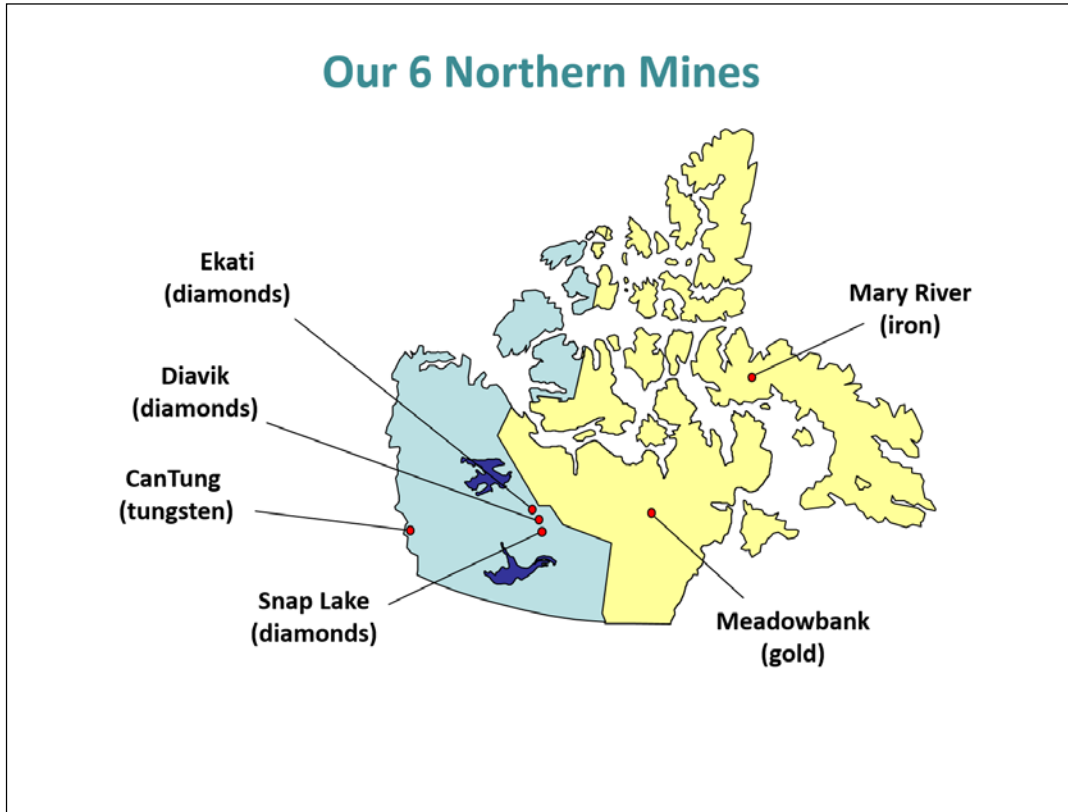 Our 6 Northern Mines
Ekati
(diamonds)
Diavik
(diamonds)
CanTung
(tungsten)
Snap Lake
(diamonds)
Mary River
(iron)
Meadowbank
(gold)